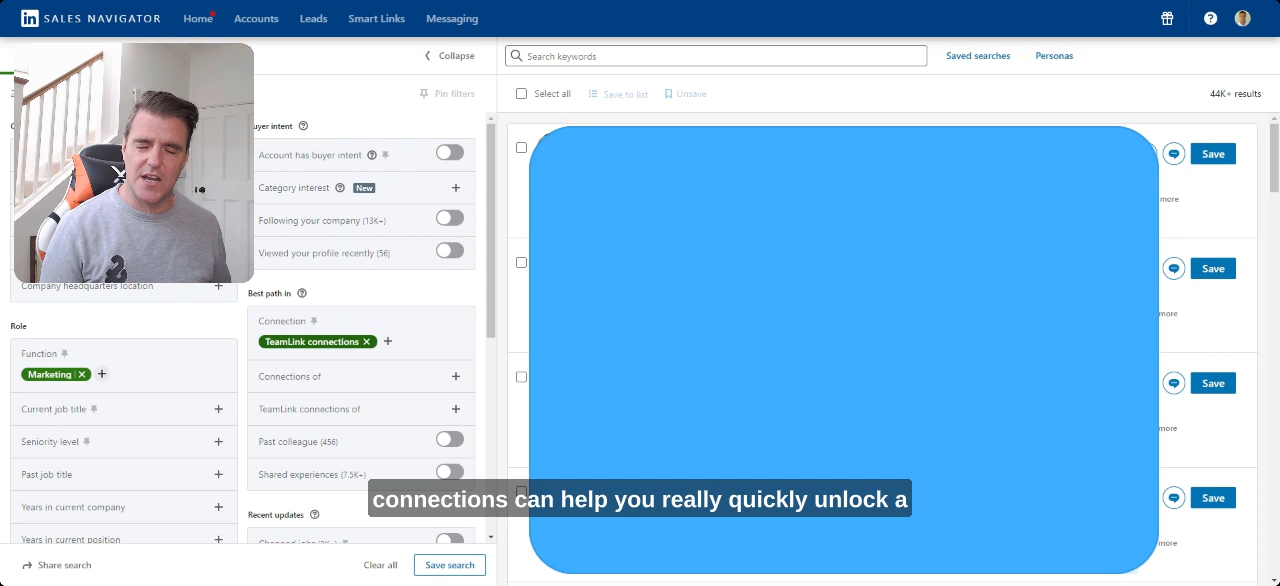 in SALES NAVIGATOR
Home
Accounts
Leads
Smart Links
Messaging
Collapse
Search keywords
Saved searches
Personas
Pin filters
Select all
Save to list
Unsave
44K+ results
Buyer intent
Account has buyer intent
Category interest
New
Following your company (13K+)
Viewed your profile recently (56)
Company headquarters location
Best path in
Connection
TeamLink connections
Connections of
TeamLink connections of
Past colleague (456)
Shared experiences (7.5K+)
Recent updates
Role
Function
Marketing
Current job title
Seniority level
Past job title
Years in current company
Years in current position
Share search
Clear all
Save search
Save
more
Save
more
Save
more
Save
more
connections can help you really quickly unlock a